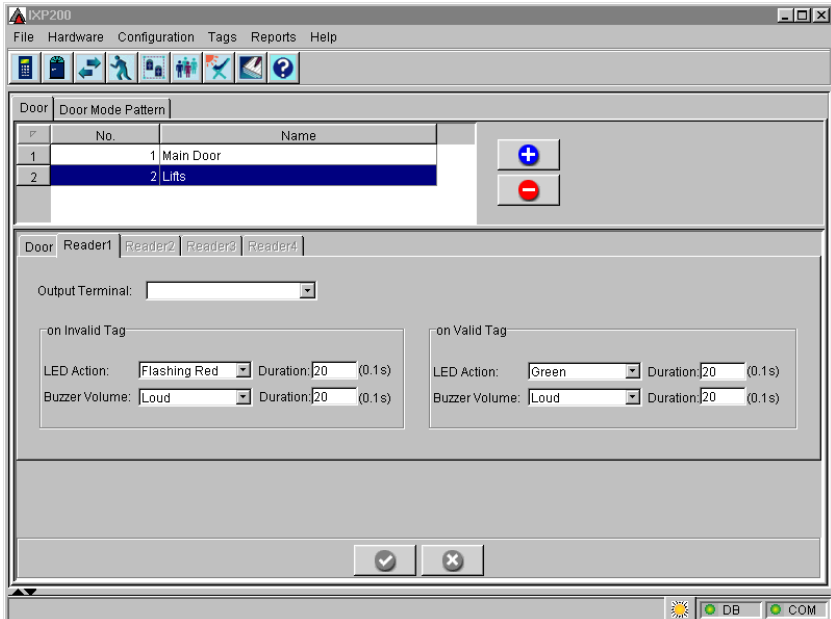 IXP200
File Hardware Configuration Tags Reports Help
Door Door Mode Pattern
No. Name
1 1 Main Door
2 2 Lifts
Door Reader1 Reader2 Reader3 Reader4
Output Terminal:
on Invalid Tag on Valid Tag
LED Action: Flashing Red Duration: 20 (0.1s) LED Action: Green Duration: 20 (0.1s)
Buzzer Volume: Loud Duration: 20 (0.1s) Buzzer Volume: Loud Duration: 20 (0.1s)
DB COM